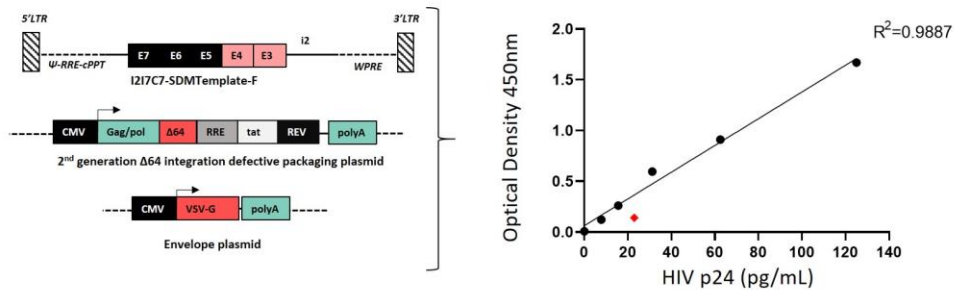 5'LTR
3'LTR
i2
E7 E6 E5 E4 E3
Ψ-RRE-cPPT
WPRE
I2I7C7-SDMTemplate-F
CMV Gag/pol Δ64 RRE tat REV polyA
2nd generation Δ64 integration defective packaging plasmid
CMV VSV-G polyA
Envelope plasmid
R²=0.9887
Optical Density 450nm
2.0
1.5
1.0
0.5
0.0
0 20 40 60 80 100 120 140
HIV p24 (pg/mL)